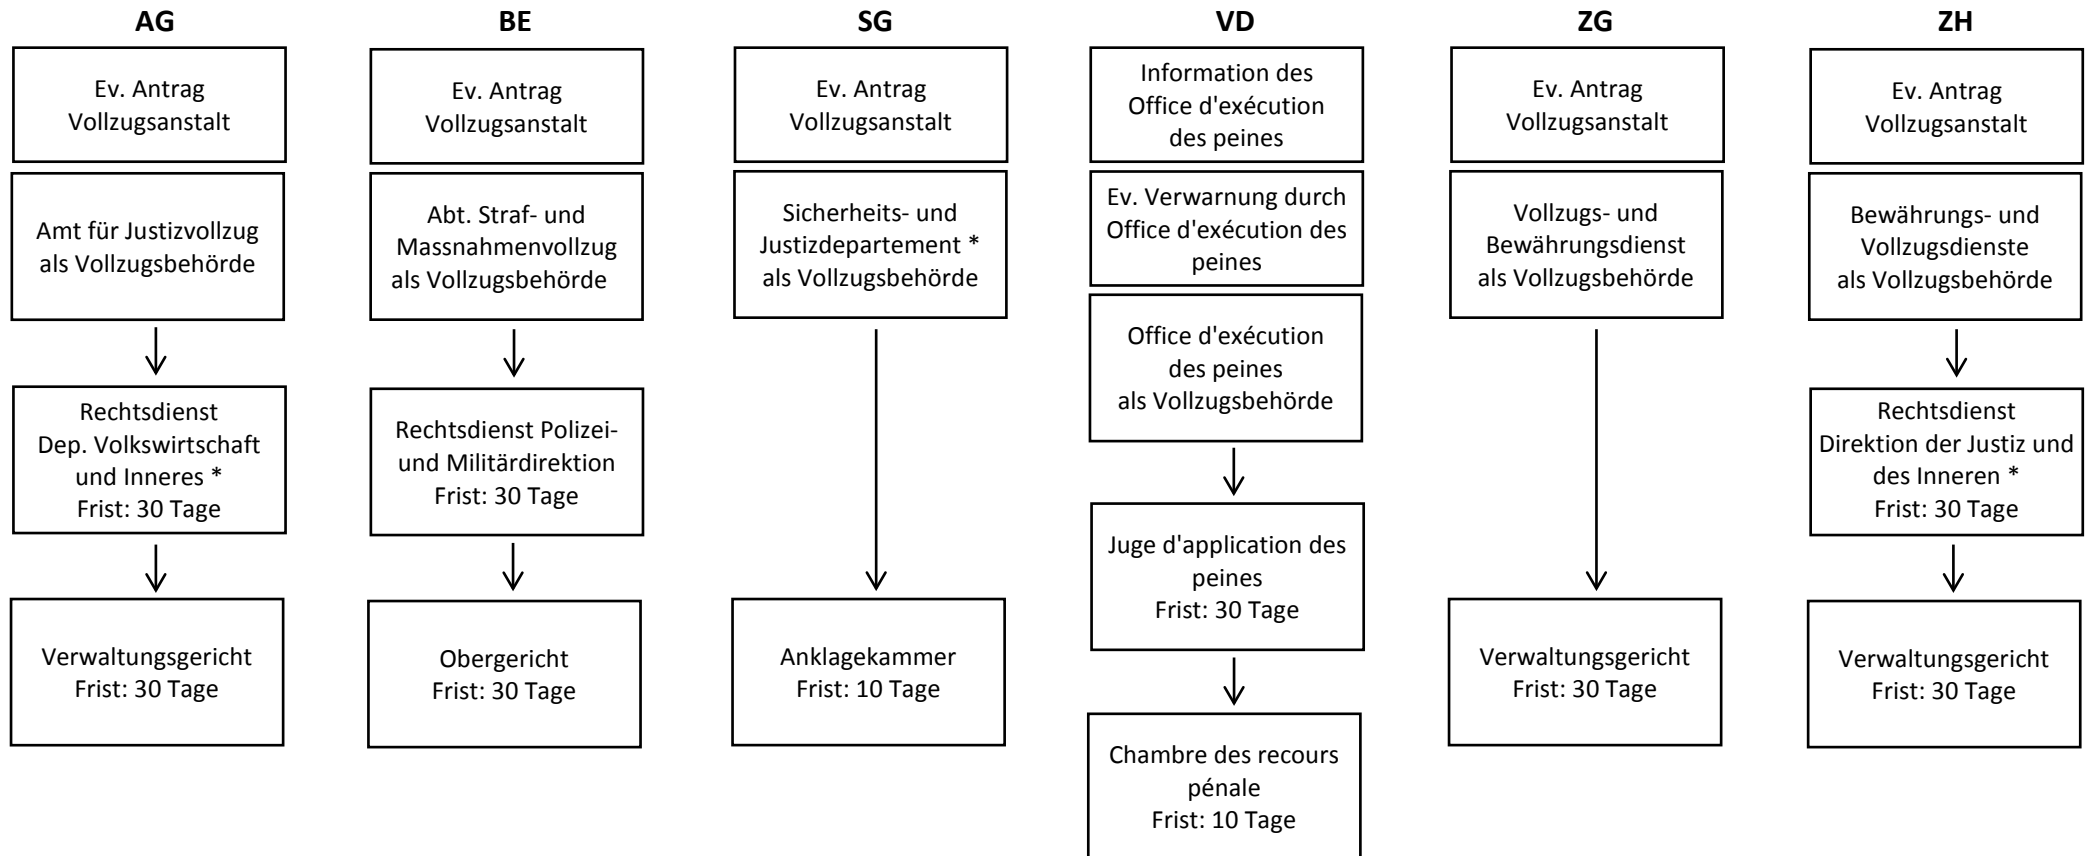 AG
Ev. Antrag
Vollzugsanstalt
Amt für Justizvollzug
als Vollzugsbehörde
Rechtsdienst
Dep. Volkswirtschaft
und Inneres *
Frist: 30 Tage
Verwaltungsgericht
Frist: 30 Tage
BE
Ev. Antrag
Vollzugsanstalt
Abt. Straf- und
Massnahmenvollzug
als Vollzugsbehörde
Rechtsdienst Polizei-
und Militärdirektion
Frist: 30 Tage
Obergericht
Frist: 30 Tage
SG
Ev. Antrag
Vollzugsanstalt
Sicherheits- und
Justizdepartement *
als Vollzugsbehörde
Anklagekammer
Frist: 10 Tage
VD
Information des
Office d'exécution
des peines
Ev. Verwarnung durch
Office d'exécution des
peines
Office d'exécution
des peines
als Vollzugsbehörde
Juge d'application des
peines
Frist: 30 Tage
Chambre des recours
pénale
Frist: 10 Tage
ZG
Ev. Antrag
Vollzugsanstalt
Vollzugs- und
Bewährungsdienst
als Vollzugsbehörde
Verwaltungsgericht
Frist: 30 Tage
ZH
Ev. Antrag
Vollzugsanstalt
Bewährungs- und
Vollzugsdienste
als Vollzugsbehörde
Rechtsdienst
Direktion der Justiz und
des Inneren *
Frist: 30 Tage
Verwaltungsgericht
Frist: 30 Tage